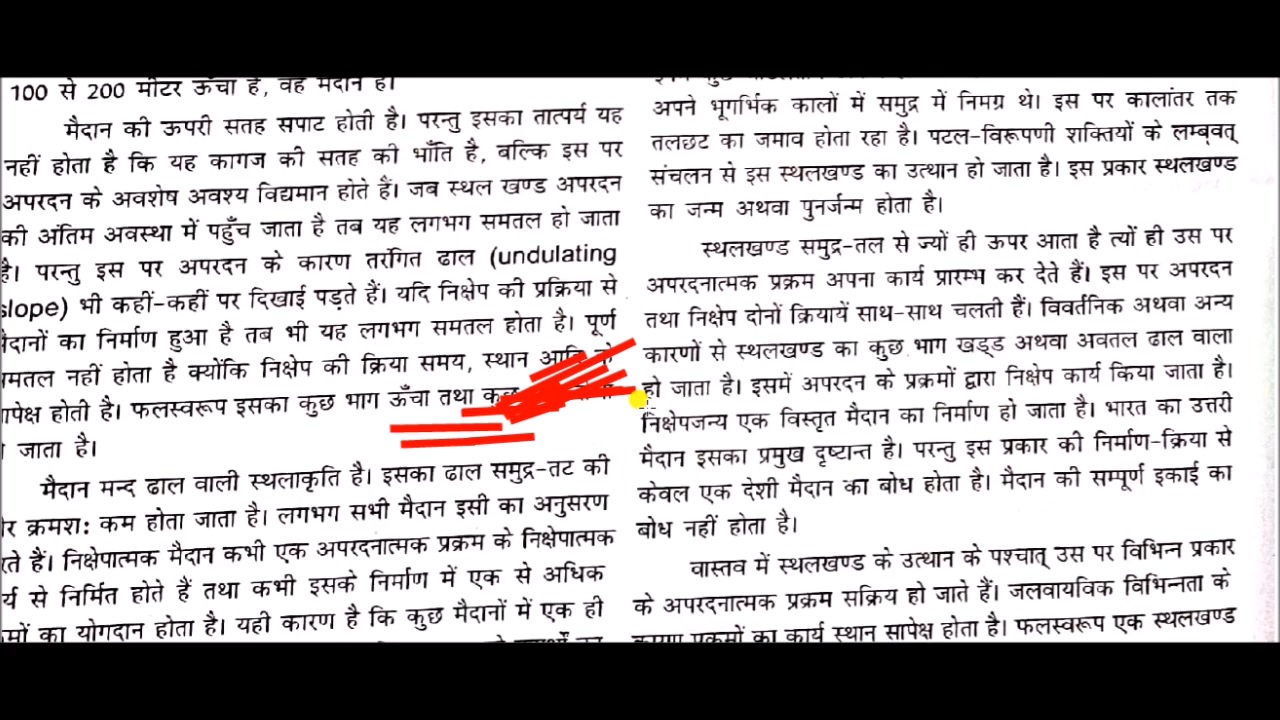 100 से 200 मीटर ऊँचा है, वह मैदान है।
मैदान की ऊपरी सतह सपाट होती है। परन्तु इसका तात्पर्य यह
नहीं होता है कि यह कागज की सतह की भाँति है, बल्कि इस पर
अपरदन के अवशेष अवश्य विद्यमान होते हैं। जब स्थल खण्ड अपरदन
की अंतिम अवस्था में पहुँच जाता है तब यह लगभग समतल हो जाता
है। परन्तु इस पर अपरदन के कारण तरंगित ढाल (undulating
slope) भी कहीं-कहीं पर दिखाई पड़ते हैं। यदि निक्षेप की प्रक्रिया से
का निर्माण हुआ है तब भी यह लगभग समतल होता है। पूर्ण
नहीं होता है क्योंकि निक्षेप की क्रिया समय, स्थान
होती है। फलस्वरूप इसका कुछ भाग ऊँचा तथा
जाता है।
मैदान मन्द ढाल वाली स्थलाकृति है। इसका ढाल समुद्र-तट की
क्रमश: कम होता जाता है। लगभग सभी मैदान इसी का अनुसरण
हैं। निक्षेपात्मक मैदान कभी एक अपरदनात्मक प्रक्रम के निक्षेपात्मक
से निर्मित होते हैं तथा कभी इसके निर्माण में एक से अधिक
का योगदान होता है। यही कारण है कि कुछ मैदानों में एक ही
अपने भूगर्भिक कालों में समुद्र में निमग्न थे। इस पर कालांतर तक
तलछट का जमाव होता रहा है। पटल-विरूपणी शक्तियों के लम्बवत्
संचलन से इस स्थलखण्ड का उत्थान हो जाता है। इस प्रकार स्थलखण्ड
का जन्म अथवा पुनर्जन्म होता है।
स्थलखण्ड समुद्र-तल से ज्यों ही ऊपर आता है त्यों ही उस पर
अपरदनात्मक प्रक्रम अपना कार्य प्रारम्भ कर देते हैं। इस पर अपरदन
तथा निक्षेप दोनों क्रियायें साथ-साथ चलती हैं। विवर्तनिक अथवा अन्य
कारणों से स्थलखण्ड का कुछ भाग खड्ड अथवा अवतल ढाल वाला
हो जाता है। इसमें अपरदन के प्रक्रमों द्वारा निक्षेप कार्य किया जाता है।
निक्षेपजन्य एक विस्तृत मैदान का निर्माण हो जाता है। भारत का उत्तरी
मैदान इसका प्रमुख दृष्टान्त है। परन्तु इस प्रकार की निर्माण-क्रिया से
केवल एक देशी मैदान का बोध होता है। मैदान की सम्पूर्ण इकाई का
बोध नहीं होता है।
वास्तव में स्थलखण्ड के उत्थान के पश्चात् उस पर विभिन्न प्रकार
के अपरदनात्मक प्रक्रम सक्रिय हो जाते हैं। जलवायविक विभिन्नता के
कारण प्रक्रमों का कार्य स्थान सापेक्ष होता है। फलस्वरूप एक स्थलखण्ड